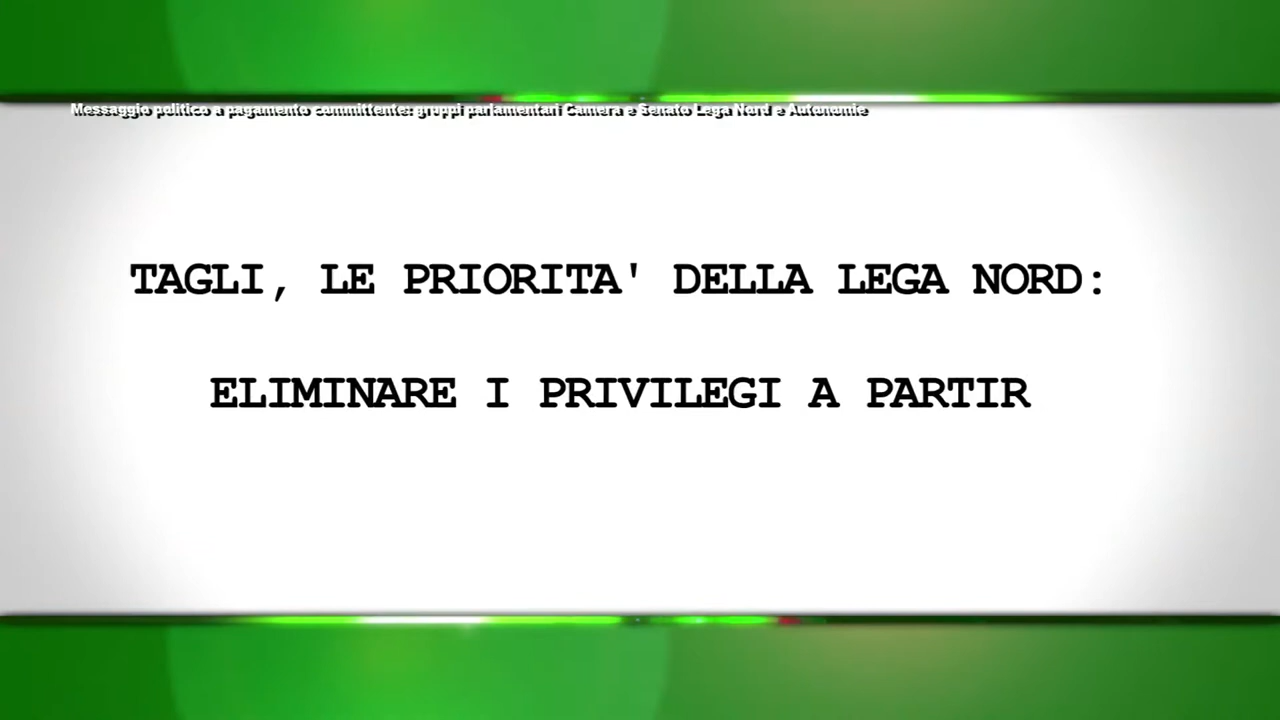 Messaggio politico a pagamento committente: gruppi parlamentari Camera e Senato Lega Nord e Autonomie
TAGLI, LE PRIORITA' DELLA LEGA NORD:
ELIMINARE I PRIVILEGI A PARTIR